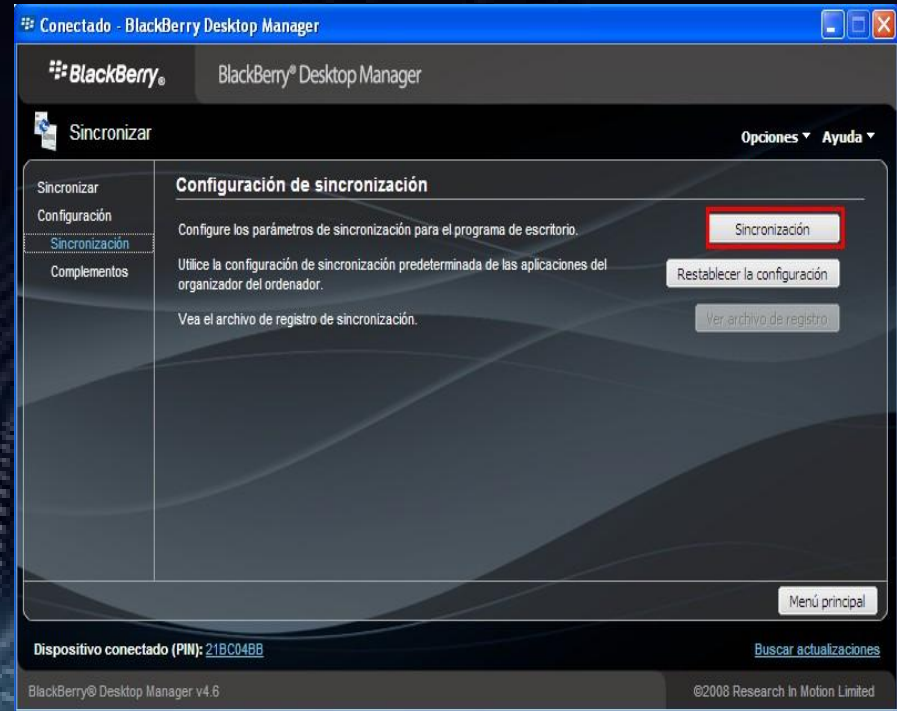 Conectado - BlackBerry Desktop Manager
BlackBerry® BlackBerry® Desktop Manager
Sincronizar
Opciones Ayuda
Sincronizar
Configuración
Sincronización
Complementos
Configuración de sincronización
Configure los parámetros de sincronización para el programa de escritorio.
Sincronización
Utilice la configuración de sincronización predeterminada de las aplicaciones del
organizador del ordenador.
Restablecer la configuración
Vea el archivo de registro de sincronización.
Ver archivo de registro
Menú principal
Dispositivo conectado (PIN): 21BC04BB
Buscar actualizaciones
BlackBerry® Desktop Manager v4.6
©2008 Research In Motion Limited